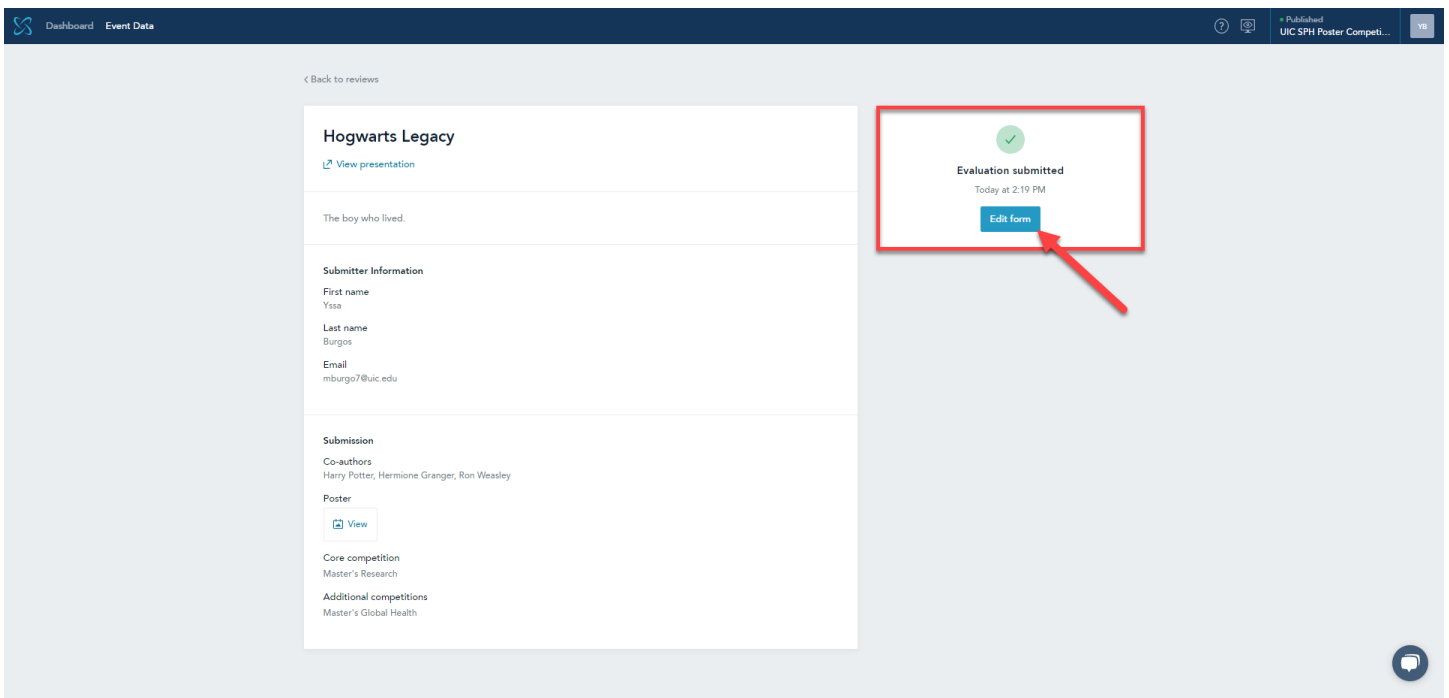 Dashboard Event Data
?
Published
UIC SPH Poster Competi...
YB
Back to reviews
Hogwarts Legacy
View presentation
The boy who lived.
Submitter Information
First name
Yssa
Last name
Burgos
Email
mburgo7@uic.edu
Submission
Co-authors
Harry Potter, Hermione Granger, Ron Weasley
Poster
View
Core competition
Master's Research
Additional competitions
Master's Global Health
Evaluation submitted
Today at 2:19 PM
Edit form